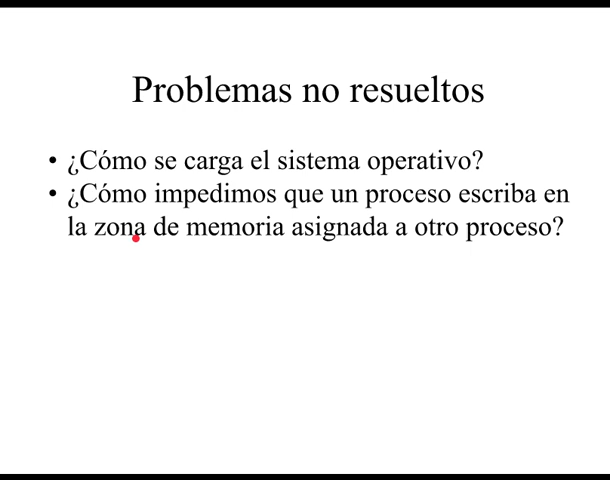 Problemas no resueltos
• ¿Cómo se carga el sistema operativo?
• ¿Cómo impedimos que un proceso escriba en
la zona de memoria asignada a otro proceso?